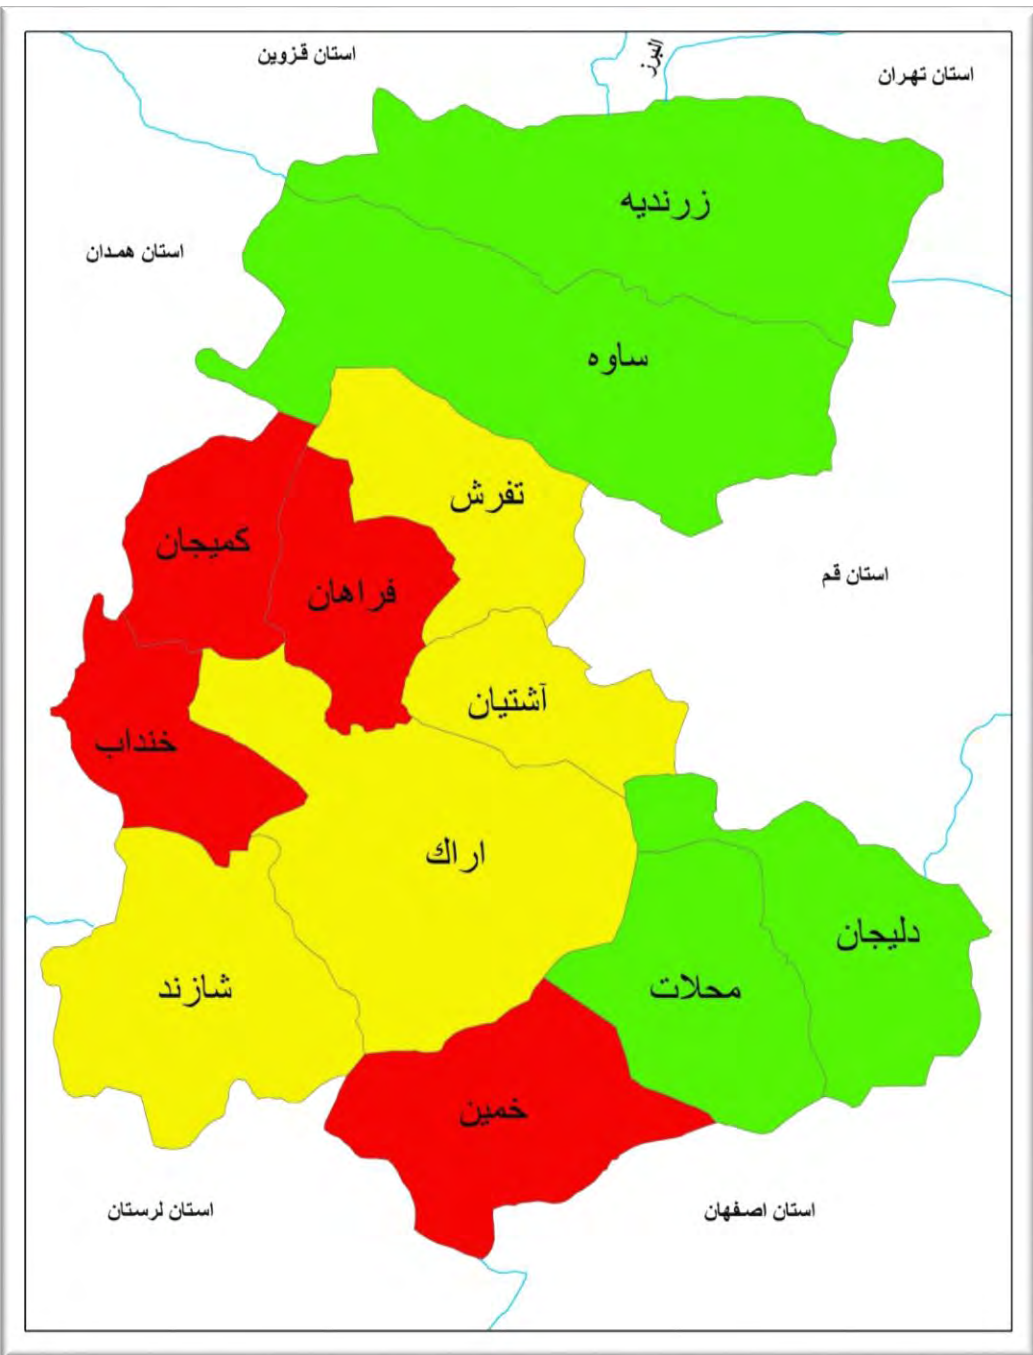 استان قزوین
البرز
استان تهران
زرندیه
استان همدان
ساوه
تفرش
کمیجان
استان قم
فراهان
آشتیان
خنداب
اراك
دلیجان
شازند
محلات
خمین
استان لرستان
استان اصفهان